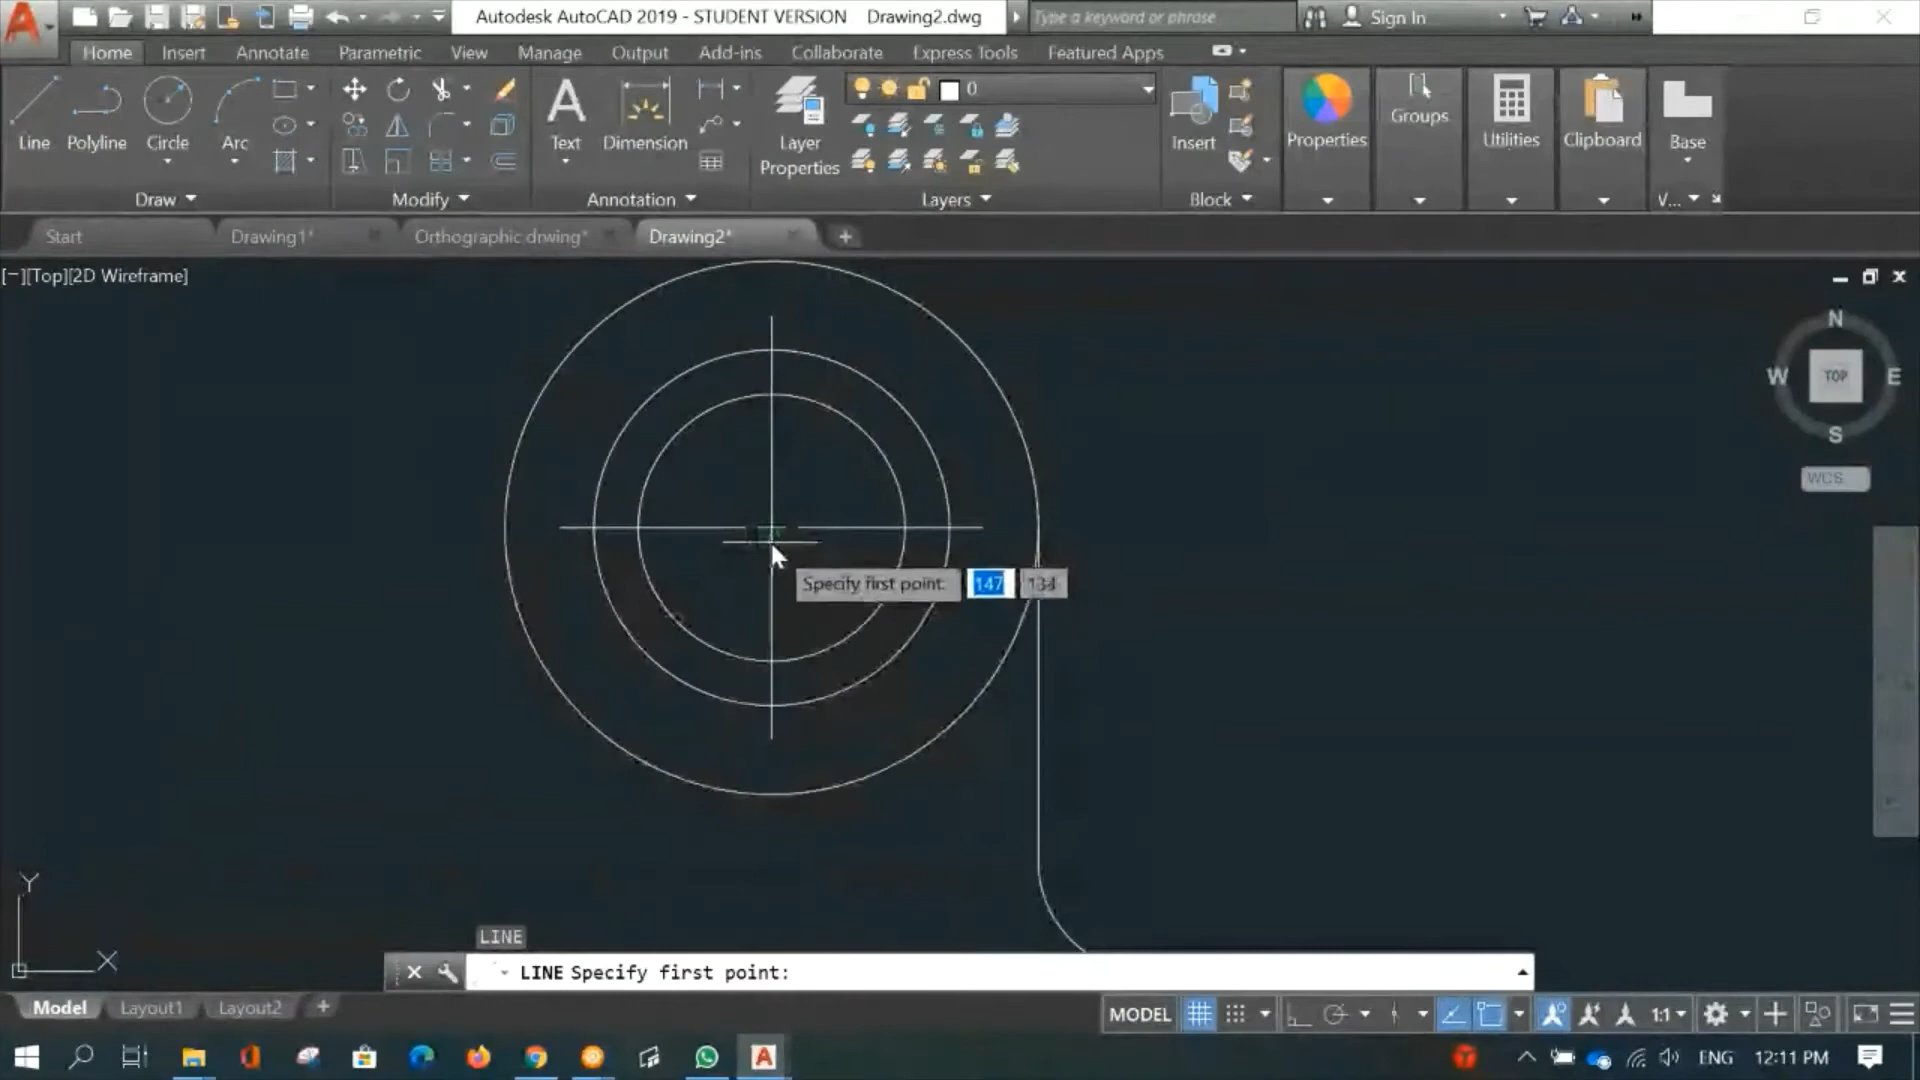 Autodesk AutoCAD 2019 - STUDENT VERSION Drawing2.dwg
Type a keyword or phrase
Sign In
Home Insert Annotate Parametric View Manage Output Add-ins Collaborate Express Tools Featured Apps
Line Polyline Circle Arc
Text Dimension
Layer Properties
0
Insert
Properties
Groups
Utilities
Clipboard
Base
Draw Modify Annotation Layers Block V...
Start Drawing1* Orthographic drwing* Drawing2*
[−][Top][2D Wireframe]
N
W TOP E
S
WCS
Specify first point: 147 134
Y
X
LINE
LINE Specify first point:
Model Layout1 Layout2 +
MODEL 1:1
ENG 12:11 PM